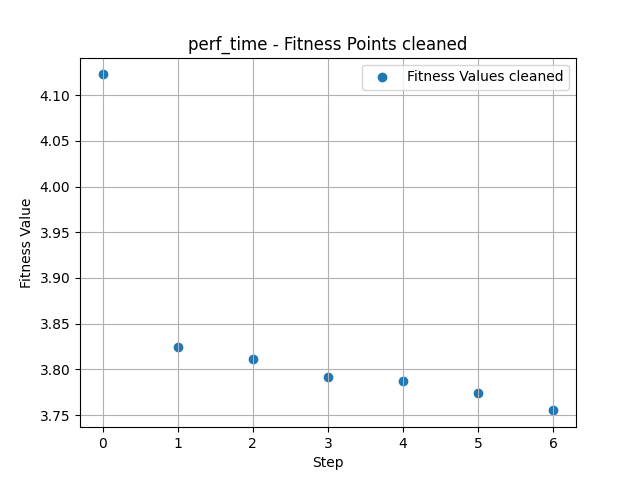 perf_time - Fitness Points cleaned
Fitness Values cleaned
Fitness Value
4.10
4.05
4.00
3.95
3.90
3.85
3.80
3.75
0 1 2 3 4 5 6
Step